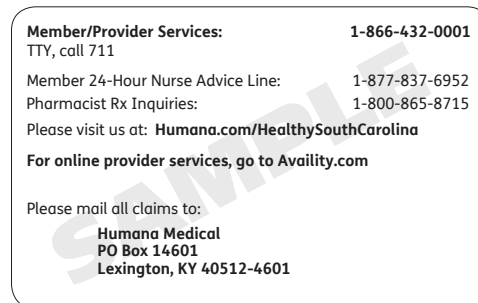 Member/Provider Services: 1-866-432-0001
TTY, call 711
Member 24-Hour Nurse Advice Line: 1-877-837-6952
Pharmacist Rx Inquiries: 1-800-865-8715
Please visit us at: Humana.com/HealthySouthCarolina
For online provider services, go to Availity.com
Please mail all claims to:
Humana Medical
PO Box 14601
Lexington, KY 40512-4601
SAMPLE